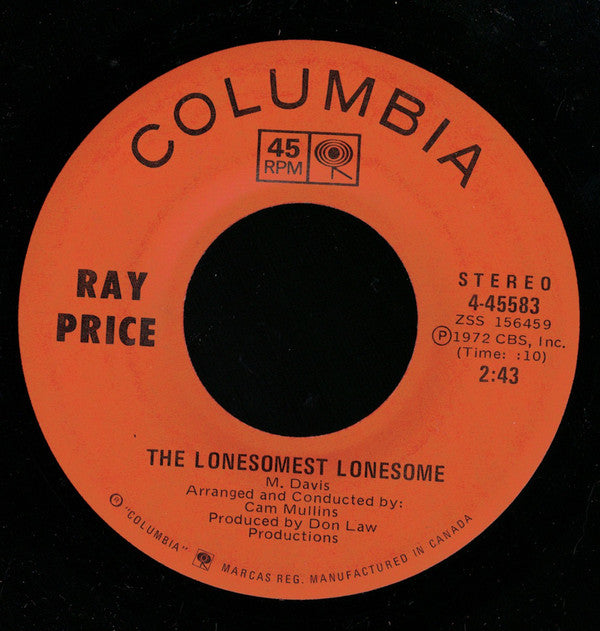 COLUMBIA
45
RPM
RAY
PRICE
STEREO
4-45583
ZSS 156459
Ⓟ1972 CBS, Inc.
(Time: :10)
2:43
THE LONESOMEST LONESOME
M. Davis
Arranged and Conducted by:
Cam Mullins
Produced by Don Law
Productions
® "COLUMBIA" MARCAS REG. MANUFACTURED IN CANADA